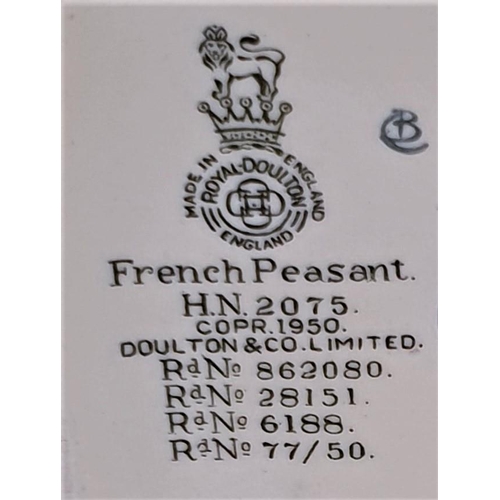 MADE IN ENGLAND
ROYAL-DOULTON
ENGLAND
French Peasant.
H.N. 2075.
COPR. 1950.
DOULTON & CO. LIMITED.
Rd No 862080.
Rd No 28151.
Rd No 6188.
Rd No 77/50.